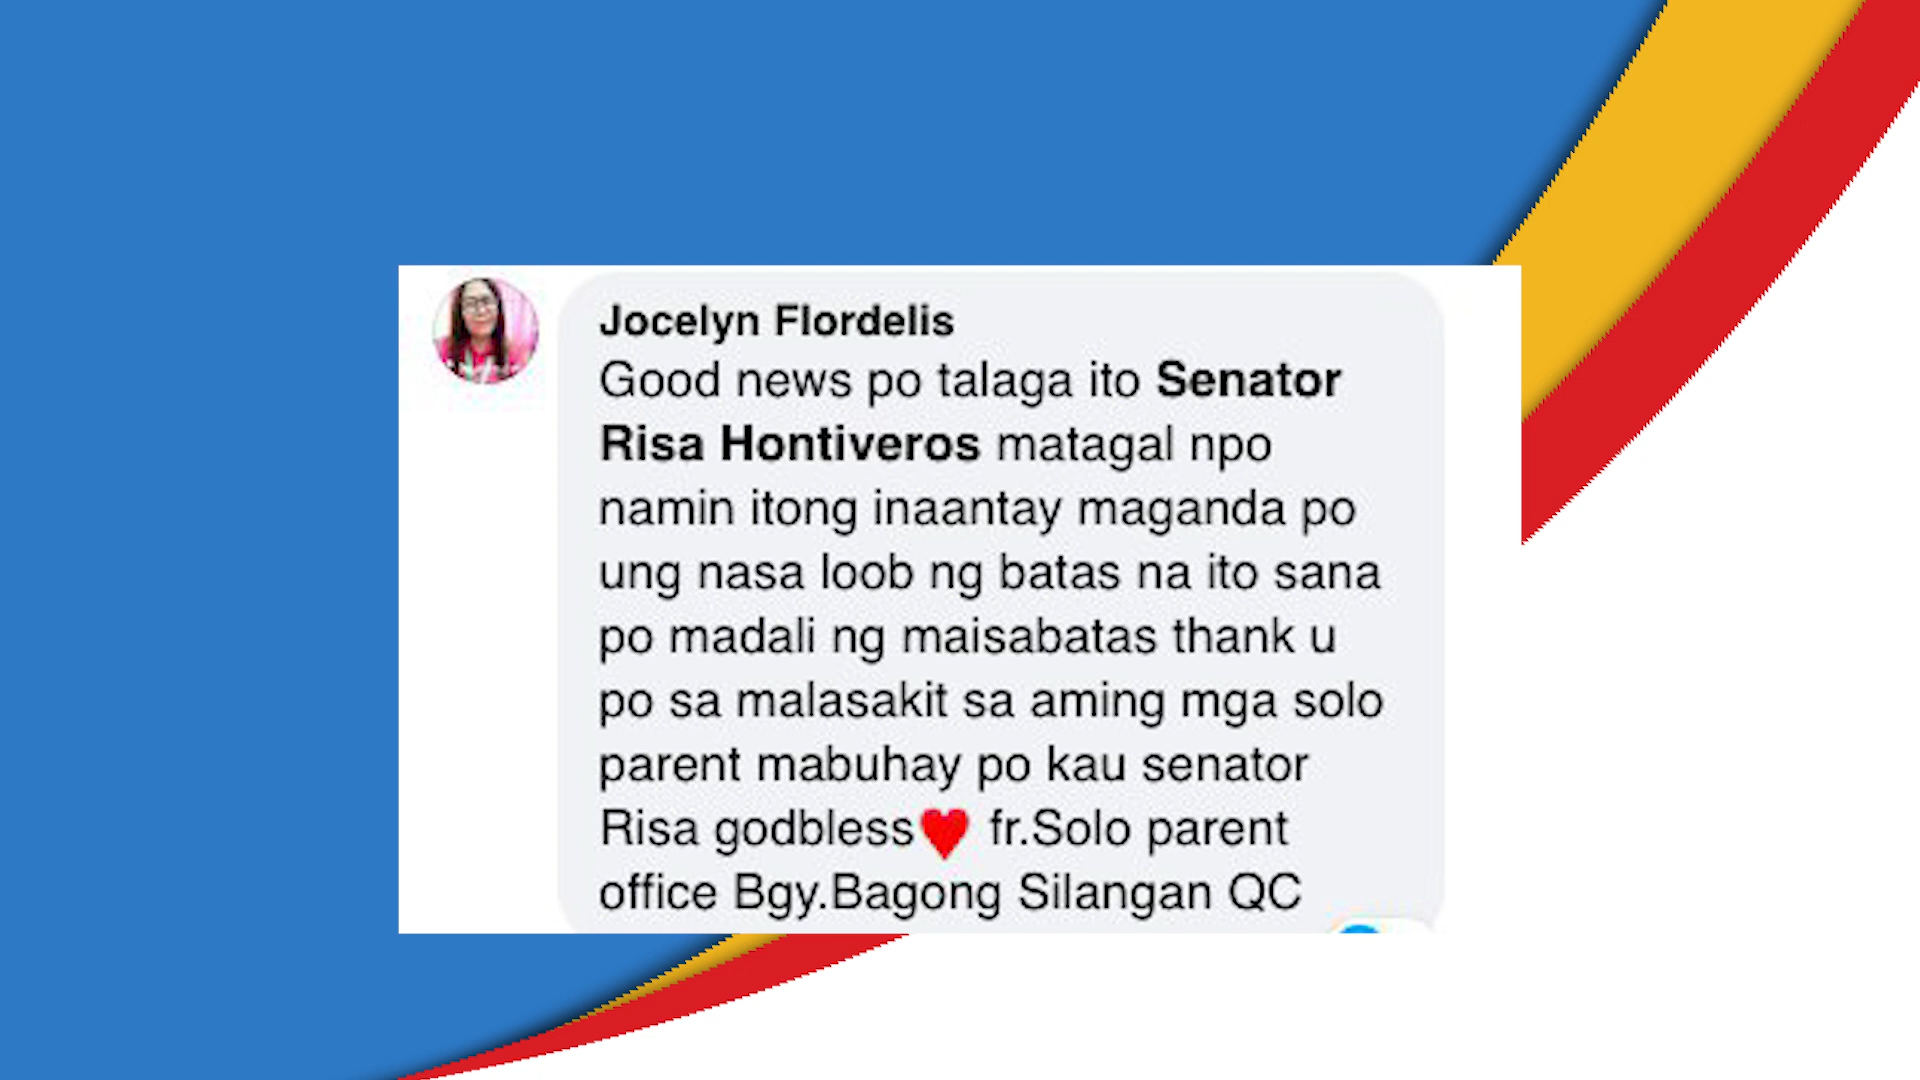 Jocelyn Flordelis
Good news po talaga ito Senator
Risa Hontiveros matagal npo
namin itong inaantay maganda po
ung nasa loob ng batas na ito sana
po madali ng maisabatas thank u
po sa malasakit sa aming mga solo
parent mabuhay po kau senator
Risa godbless♥ fr.Solo parent
office Bgy.Bagong Silangan QC